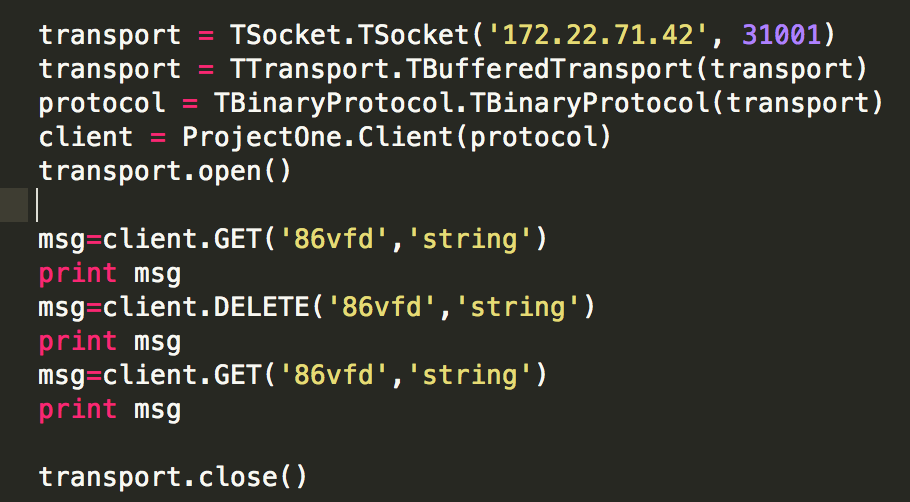 transport = TSocket.TSocket('172.22.71.42', 31001)
transport = TTransport.TBufferedTransport(transport)
protocol = TBinaryProtocol.TBinaryProtocol(transport)
client = ProjectOne.Client(protocol)
transport.open()
msg=client.GET('86vfd','string')
print msg
msg=client.DELETE('86vfd','string')
print msg
msg=client.GET('86vfd','string')
print msg
transport.close()